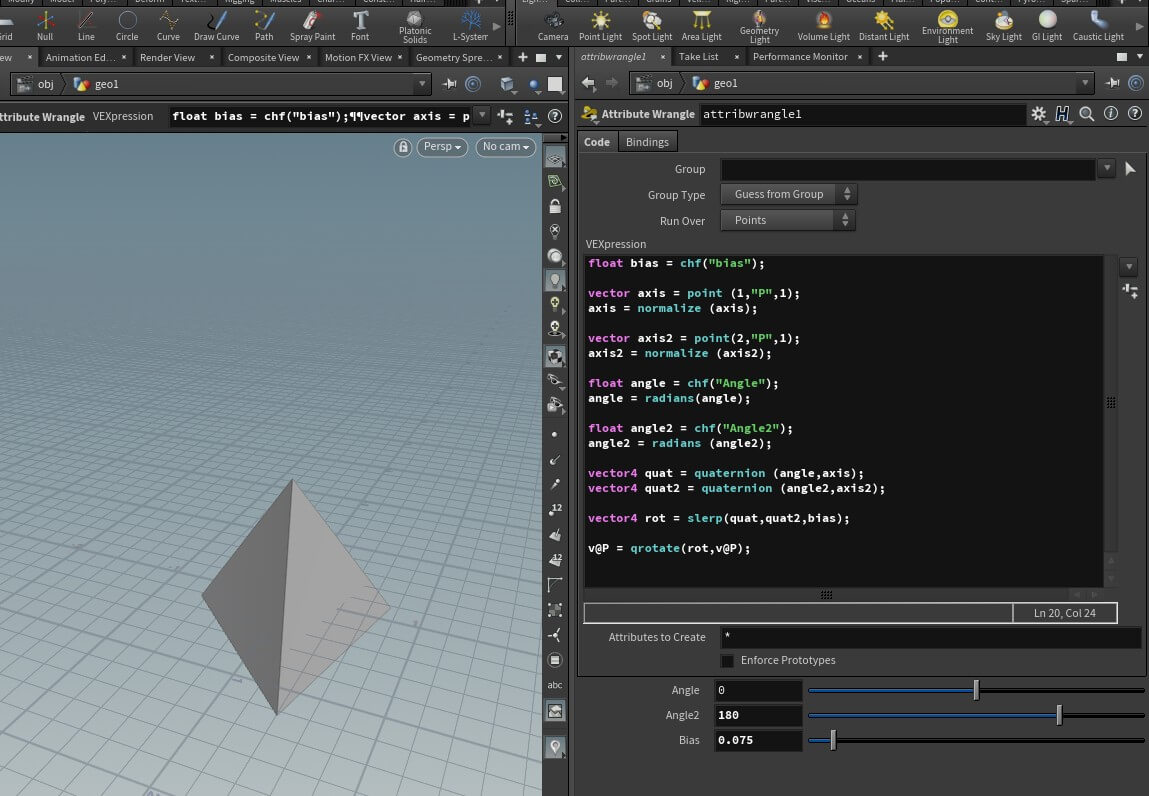 Null
Line
Circle
Curve
Draw Curve
Path
Spray Paint
Font
Platonic Solids
L-System
Camera
Point Light
Spot Light
Area Light
Geometry Light
Volume Light
Distant Light
Environment Light
Sky Light
GI Light
Caustic Light
Animation Ed...
Render View
Composite View
Motion FX View
Geometry Spre...
attribwrangle1
Take List
Performance Monitor
obj
geo1
obj
geo1
ttribute Wrangle
VEXpression
float bias = chf("bias");¶¶vector axis = p
Attribute Wrangle
attribwrangle1
Persp
No cam
Code
Bindings
Group
Group Type
Guess from Group
Run Over
Points
VEXpression
float bias = chf("bias");
vector axis = point (1,"P",1);
axis = normalize (axis);
vector axis2 = point(2,"P",1);
axis2 = normalize (axis2);
float angle = chf("Angle");
angle = radians(angle);
float angle2 = chf("Angle2");
angle2 = radians (angle2);
vector4 quat = quaternion (angle,axis);
vector4 quat2 = quaternion (angle2,axis2);
vector4 rot = slerp(quat,quat2,bias);
v@P = qrotate(rot,v@P);
12
12
abc
Ln 20, Col 24
Attributes to Create
*
Enforce Prototypes
Angle
0
Angle2
180
Bias
0.075